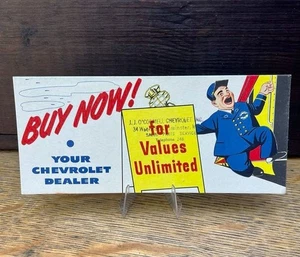 BUY NOW!
YOUR
CHEVROLET
DEALER
for
Values
Unlimited